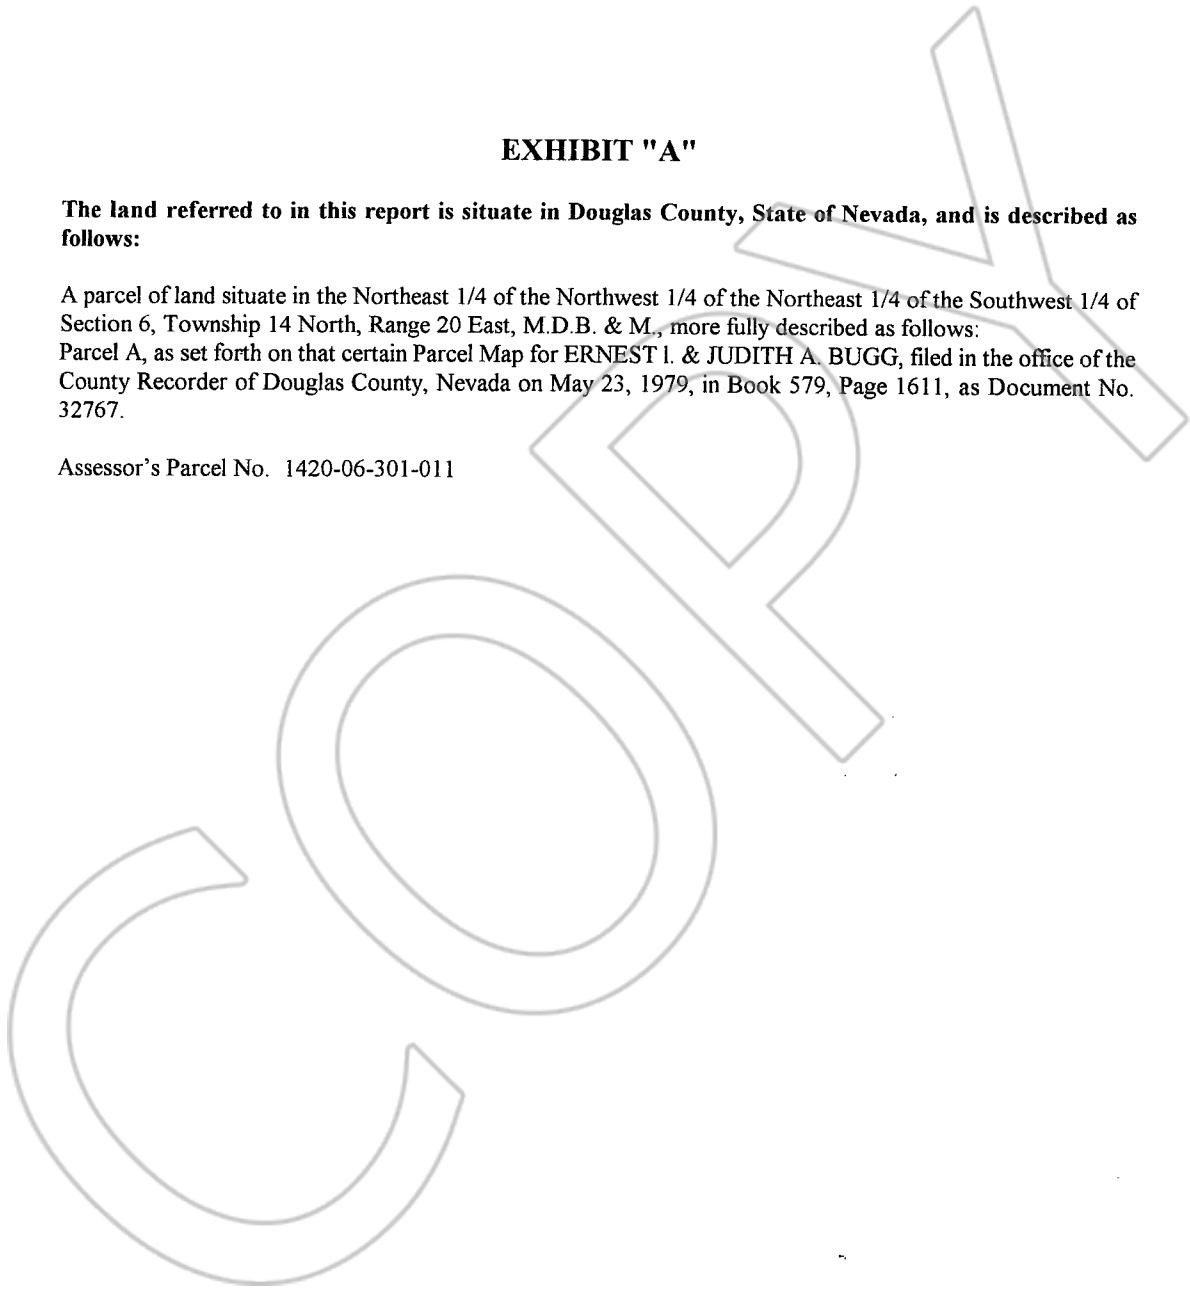 EXHIBIT "A"
The land referred to in this report is situate in Douglas County, State of Nevada, and is described as
follows:
A parcel of land situate in the Northeast 1/4 of the Northwest 1/4 of the Northeast 1/4 of the Southwest 1/4 of
Section 6, Township 14 North, Range 20 East, M.D.B. & M., more fully described as follows:
Parcel A, as set forth on that certain Parcel Map for ERNEST l. & JUDITH A. BUGG, filed in the office of the
County Recorder of Douglas County, Nevada on May 23, 1979, in Book 579, Page 1611, as Document No.
32767.
Assessor's Parcel No. 1420-06-301-011
COPY